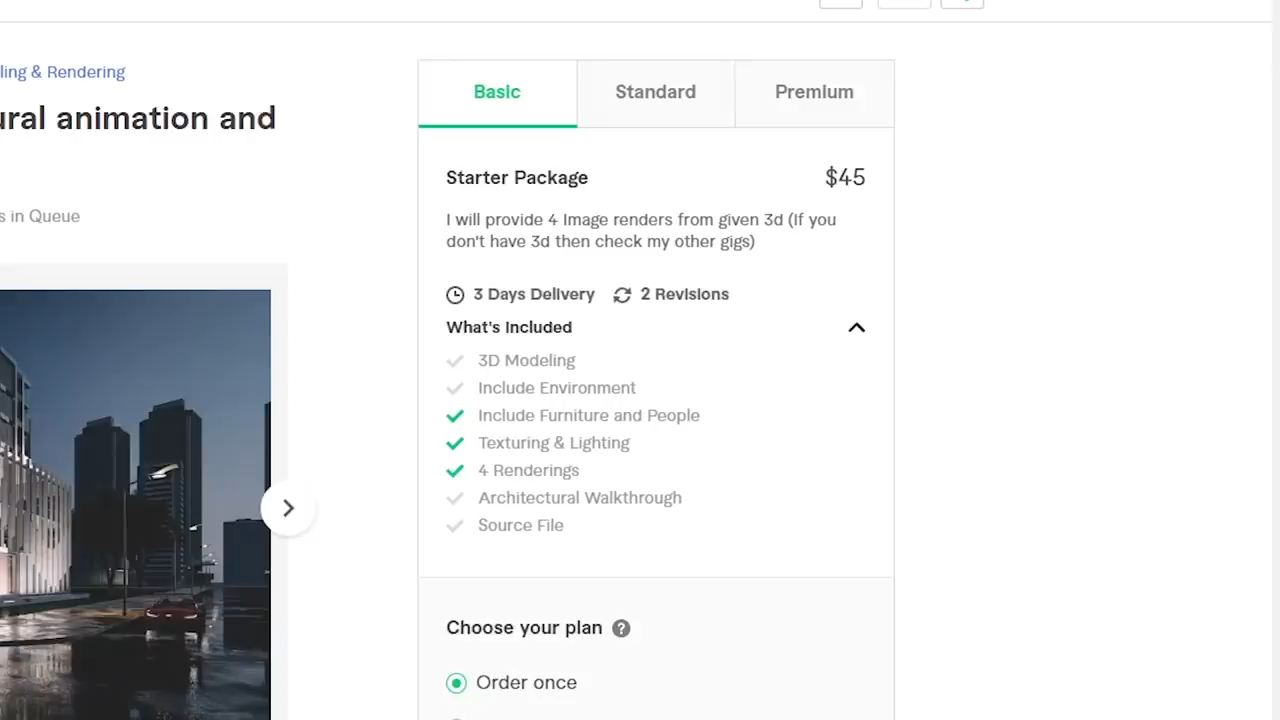 ling & Rendering
ural animation and
s in Queue
Basic
Standard
Premium
Starter Package
$45
I will provide 4 Image renders from given 3d (If you
don't have 3d then check my other gigs)
3 Days Delivery
2 Revisions
What's Included
3D Modeling
Include Environment
Include Furniture and People
Texturing & Lighting
4 Renderings
Architectural Walkthrough
Source File
Choose your plan ?
Order once